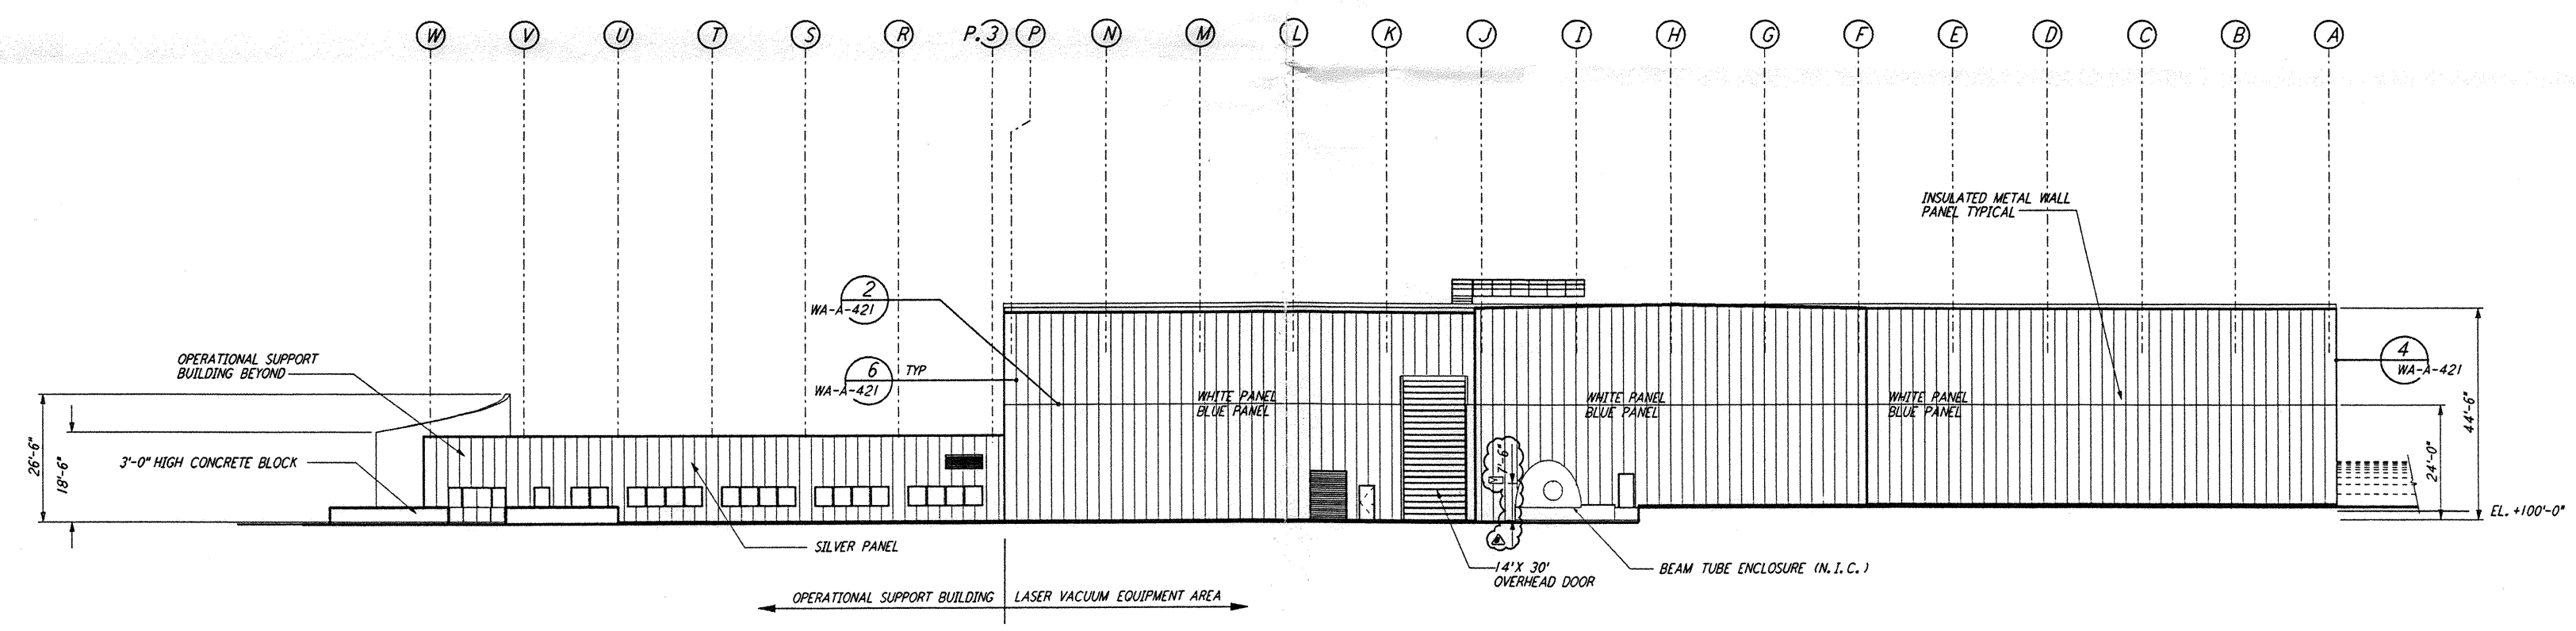 W V U T S R P.3 P N M L K J I H G F E D C B A
INSULATED METAL WALL
PANEL TYPICAL
2
WA-A-421
OPERATIONAL SUPPORT
BUILDING BEYOND
6 TYP
WA-A-421
4
WA-A-421
WHITE PANEL
BLUE PANEL
WHITE PANEL
BLUE PANEL
WHITE PANEL
BLUE PANEL
26'-6"
18'-6"
3'-0" HIGH CONCRETE BLOCK
7'-6"
24'-0"
44'-6"
EL. +100'-0"
SILVER PANEL
14'X 30'
OVERHEAD DOOR
BEAM TUBE ENCLOSURE (N.I.C.)
OPERATIONAL SUPPORT BUILDING
LASER VACUUM EQUIPMENT AREA